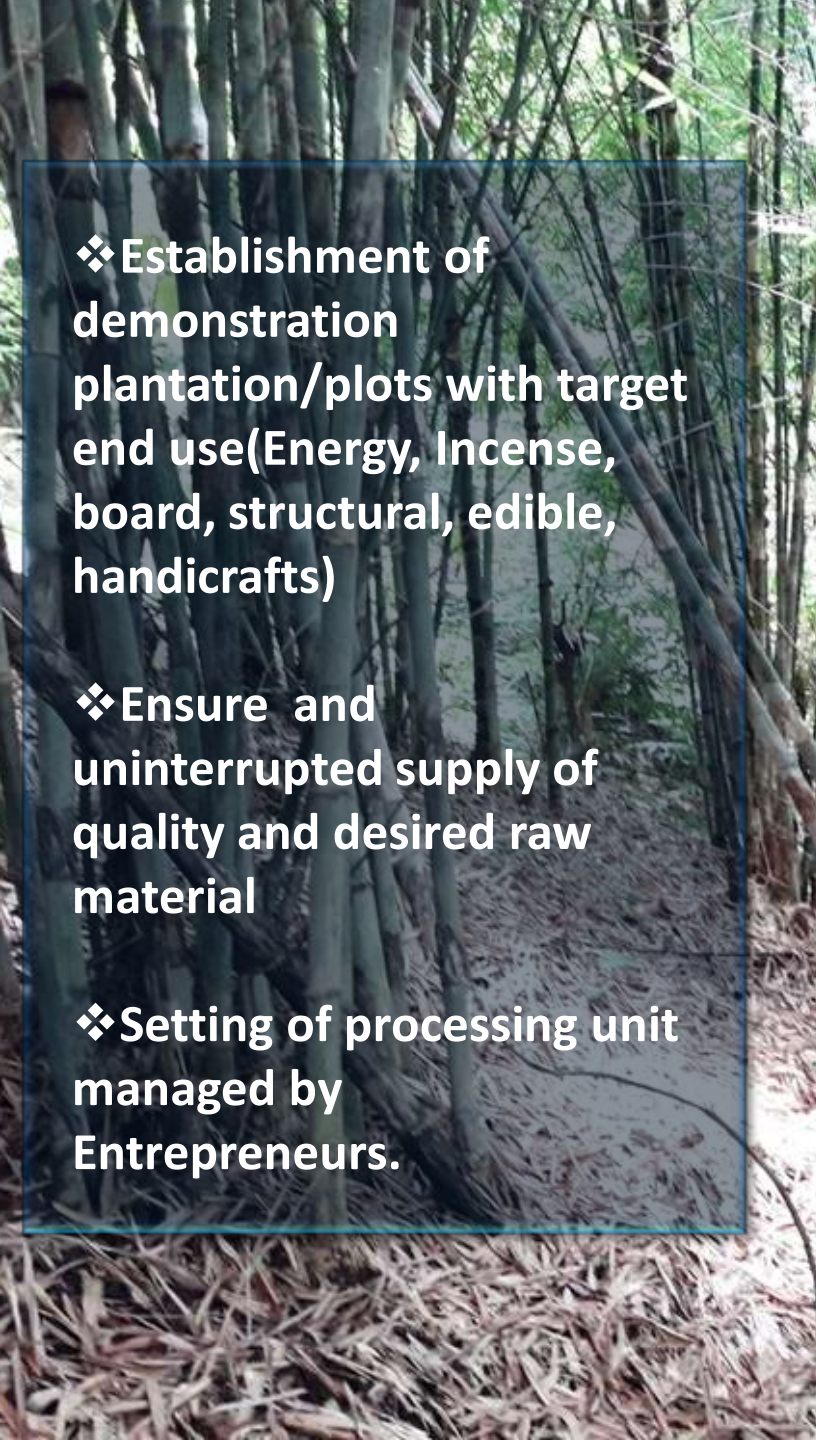 ❖Establishment of
demonstration
plantation/plots with target
end use(Energy, Incense,
board, structural, edible,
handicrafts)
❖Ensure  and
uninterrupted supply of
quality and desired raw
material
❖Setting of processing unit
managed by
Entrepreneurs.